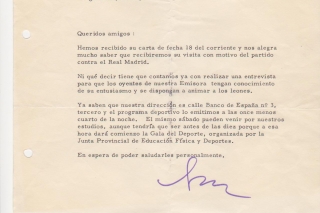 Queridos amigos :
Hemos recibido su carta de fecha 18 del corriente y nos alegra
mucho saber que recibiremos su visita con motivo del partido
contra el Real Madrid.
Ni qué decir tiene que contamos ya con realizar una entrevista
para que los oyentes de nuestra Emisora tengan conocimiento
de su entusiasmo y se dispongan a animar a los leones.
Ya saben que nuestra dirección es calle Banco de España nº 3,
tercero y el programa deportivo lo emitimos a las once menos
cuarto de la noche. El mismo sábado pueden venir por nuestros
estudios, aunque tendría que ser antes de las diez porque a esa
hora dará comienzo la Gala del Deporte, organizada por la
Junta Provincial de Educación Física y Deportes.
En espera de poder saludarles personalmente,